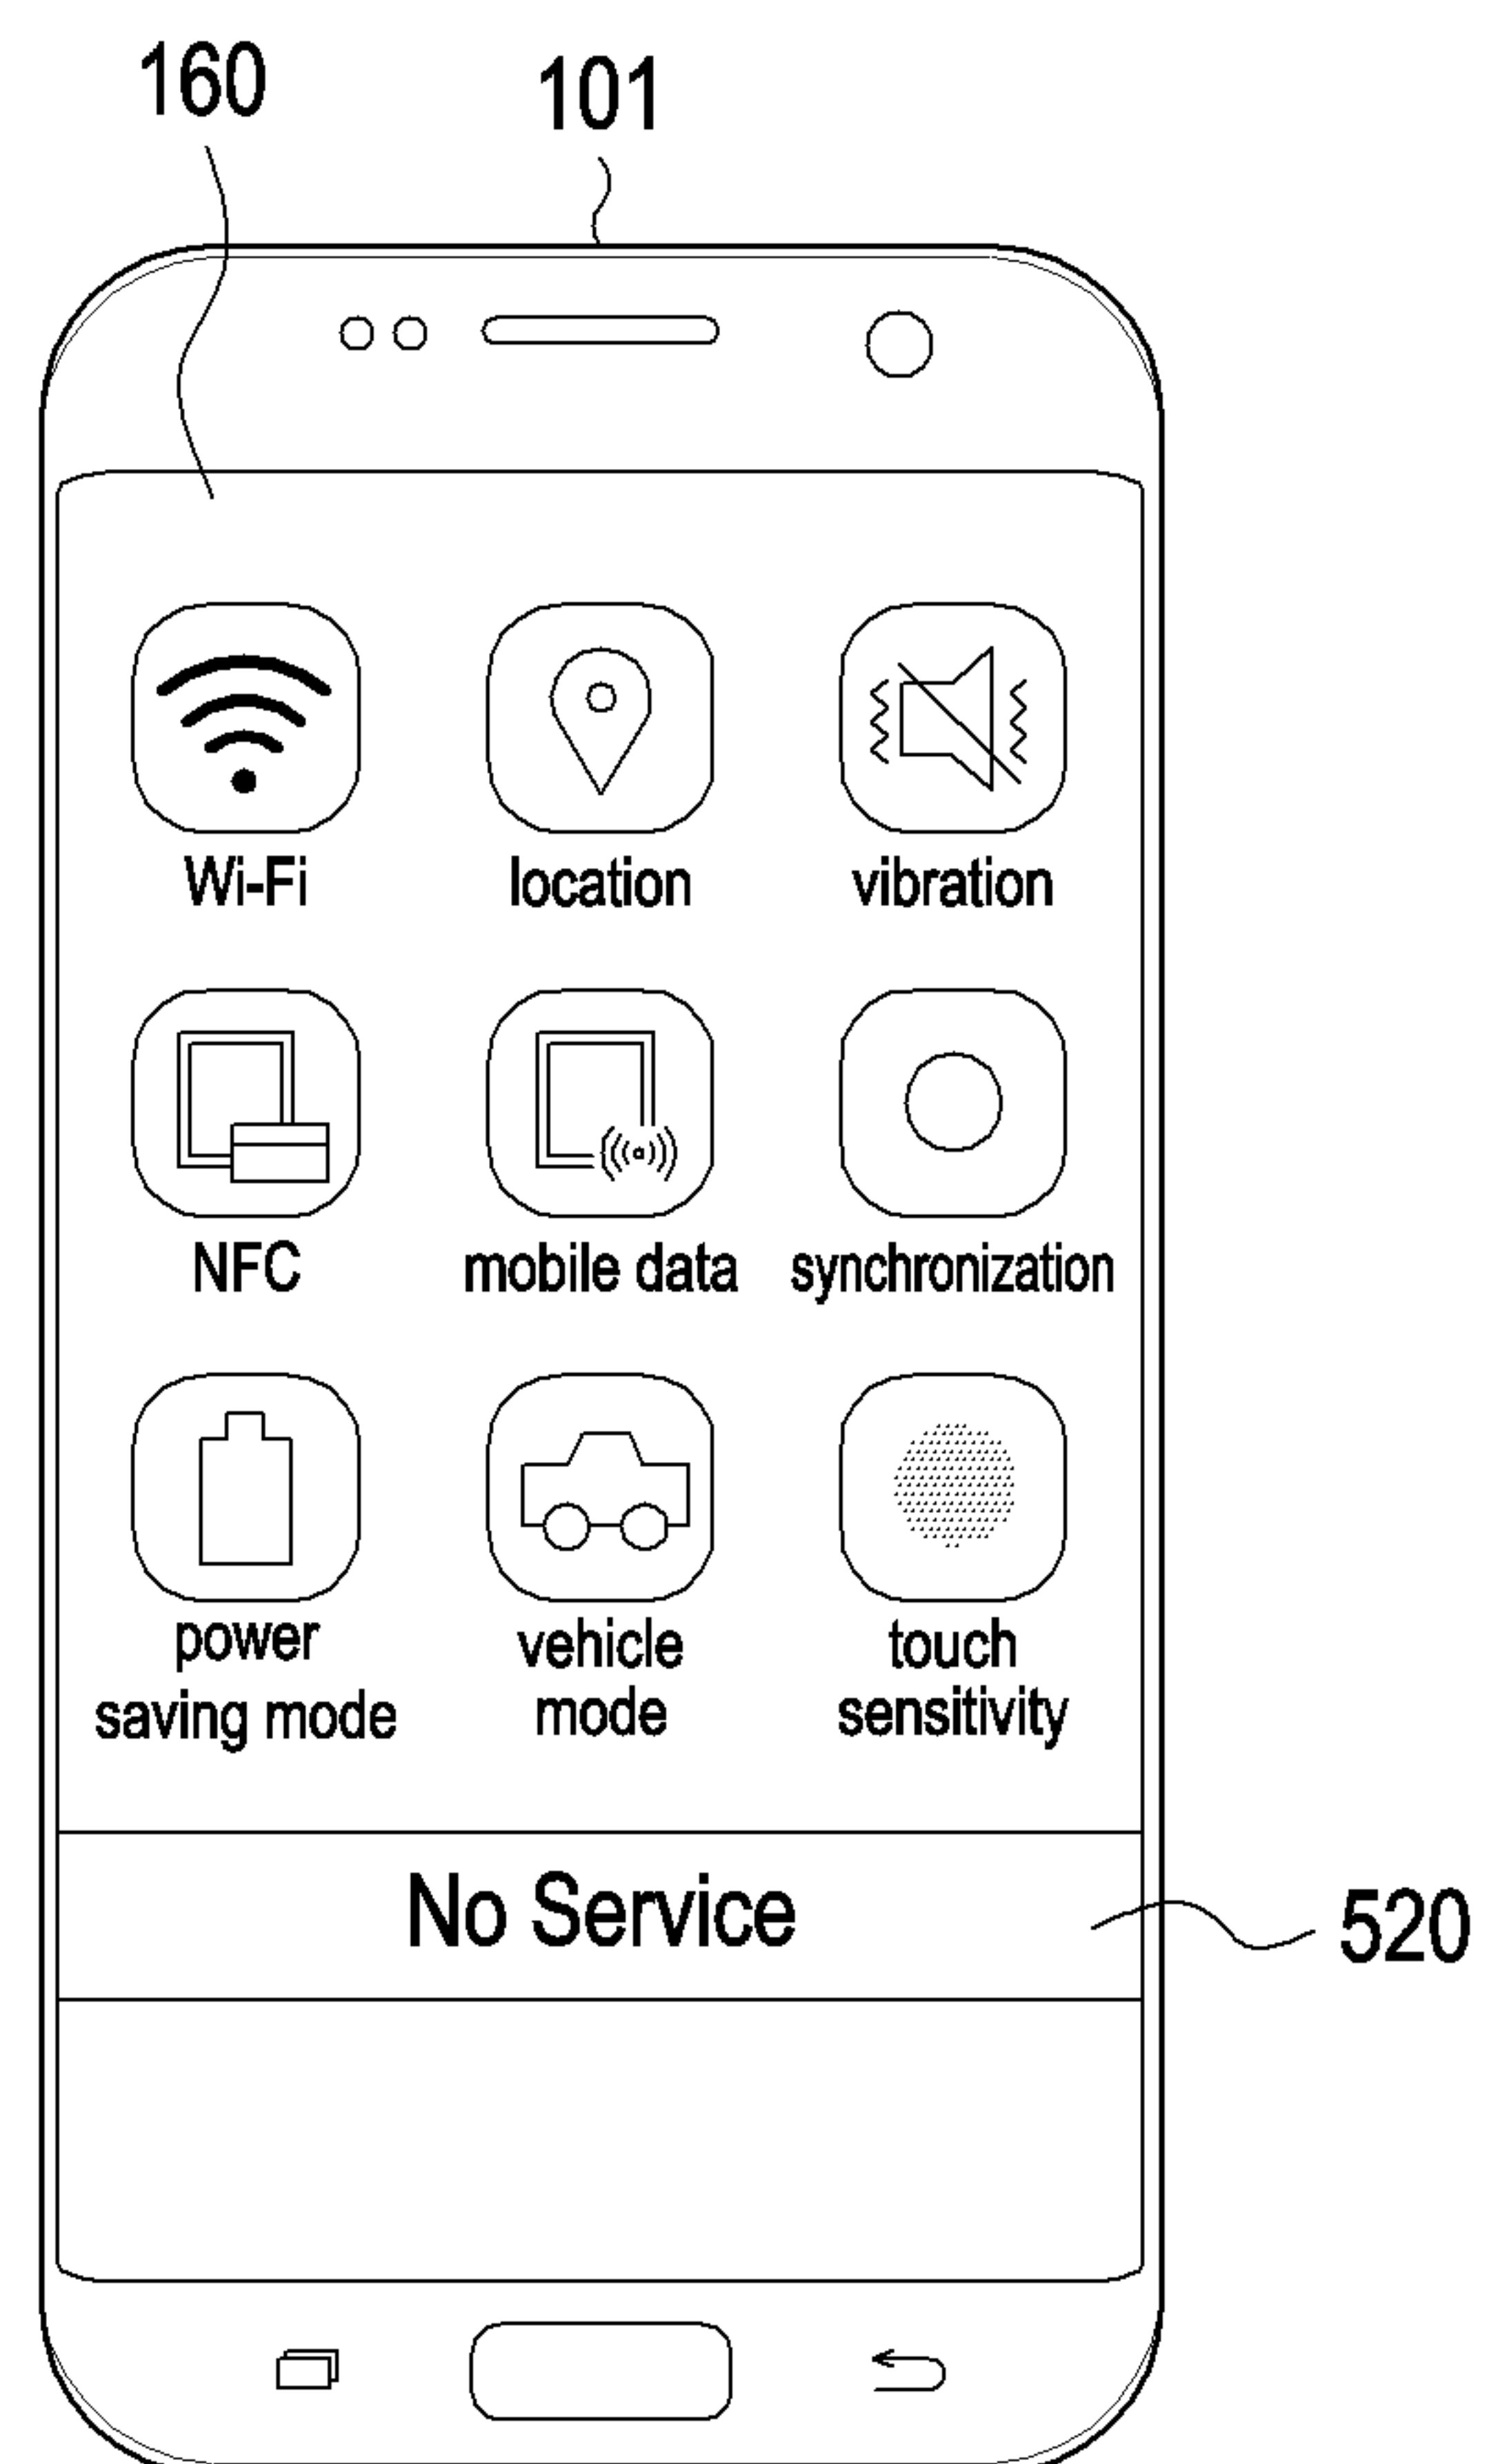 160
101
Wi-Fi
location
vibration
NFC
mobile data
synchronization
power
saving mode
vehicle
mode
touch
sensitivity
No Service
520